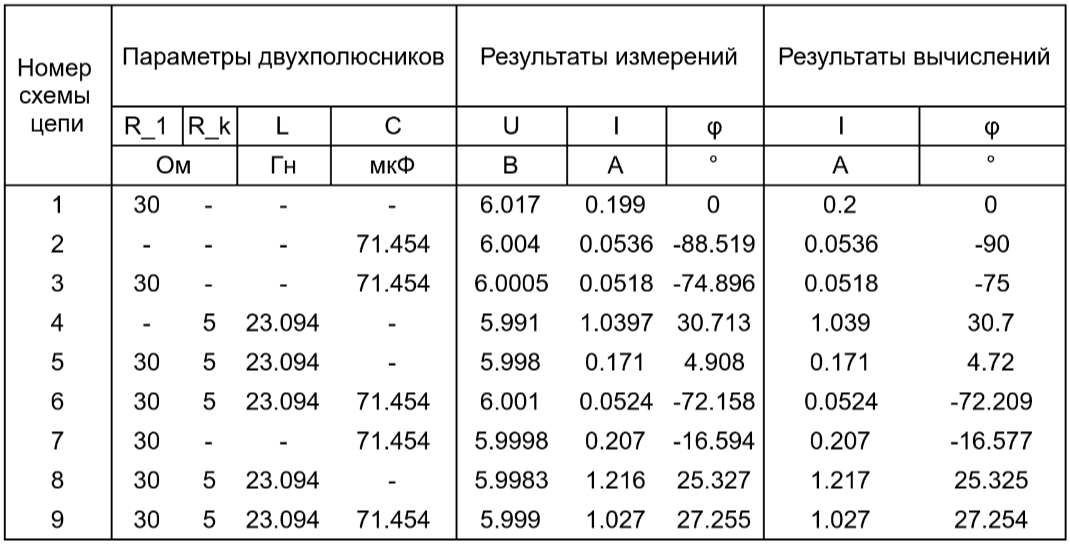 Номер схемы цепи Параметры двухполюсников Результаты измерений Результаты вычислений
R_1 R_k L C U I φ I φ
Ом Гн мкФ В А ° А °
1 30 - - - 6.017 0.199 0 0.2 0
2 - - - 71.454 6.004 0.0536 -88.519 0.0536 -90
3 30 - - 71.454 6.0005 0.0518 -74.896 0.0518 -75
4 - 5 23.094 - 5.991 1.0397 30.713 1.039 30.7
5 30 5 23.094 - 5.998 0.171 4.908 0.171 4.72
6 30 5 23.094 71.454 6.001 0.0524 -72.158 0.0524 -72.209
7 30 - - 71.454 5.9998 0.207 -16.594 0.207 -16.577
8 30 5 23.094 - 5.9983 1.216 25.327 1.217 25.325
9 30 5 23.094 71.454 5.999 1.027 27.255 1.027 27.254